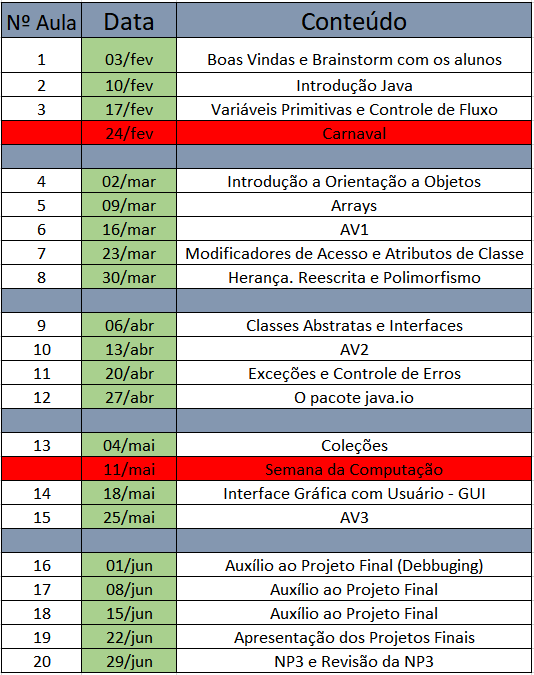 Nº Aula Data Conteúdo
1 03/fev Boas Vindas e Brainstorm com os alunos
2 10/fev Introdução Java
3 17/fev Variáveis Primitivas e Controle de Fluxo
24/fev Carnaval
4 02/mar Introdução a Orientação a Objetos
5 09/mar Arrays
6 16/mar AV1
7 23/mar Modificadores de Acesso e Atributos de Classe
8 30/mar Herança. Reescrita e Polimorfismo
9 06/abr Classes Abstratas e Interfaces
10 13/abr AV2
11 20/abr Exceções e Controle de Erros
12 27/abr O pacote java.io
13 04/mai Coleções
11/mai Semana da Computação
14 18/mai Interface Gráfica com Usuário - GUI
15 25/mai AV3
16 01/jun Auxílio ao Projeto Final (Debbuging)
17 08/jun Auxílio ao Projeto Final
18 15/jun Auxílio ao Projeto Final
19 22/jun Apresentação dos Projetos Finais
20 29/jun NP3 e Revisão da NP3